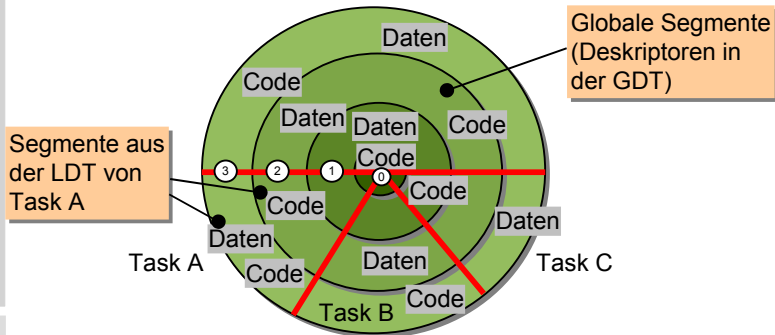 Daten
Globale Segmente
(Deskriptoren in
der GDT)
Code
Daten
Daten
Code
Code
Segmente aus
der LDT von
Task A
3
2
1
0
Code
Code
Daten
Daten
Task A
Code
Daten
Task C
Code
Task B